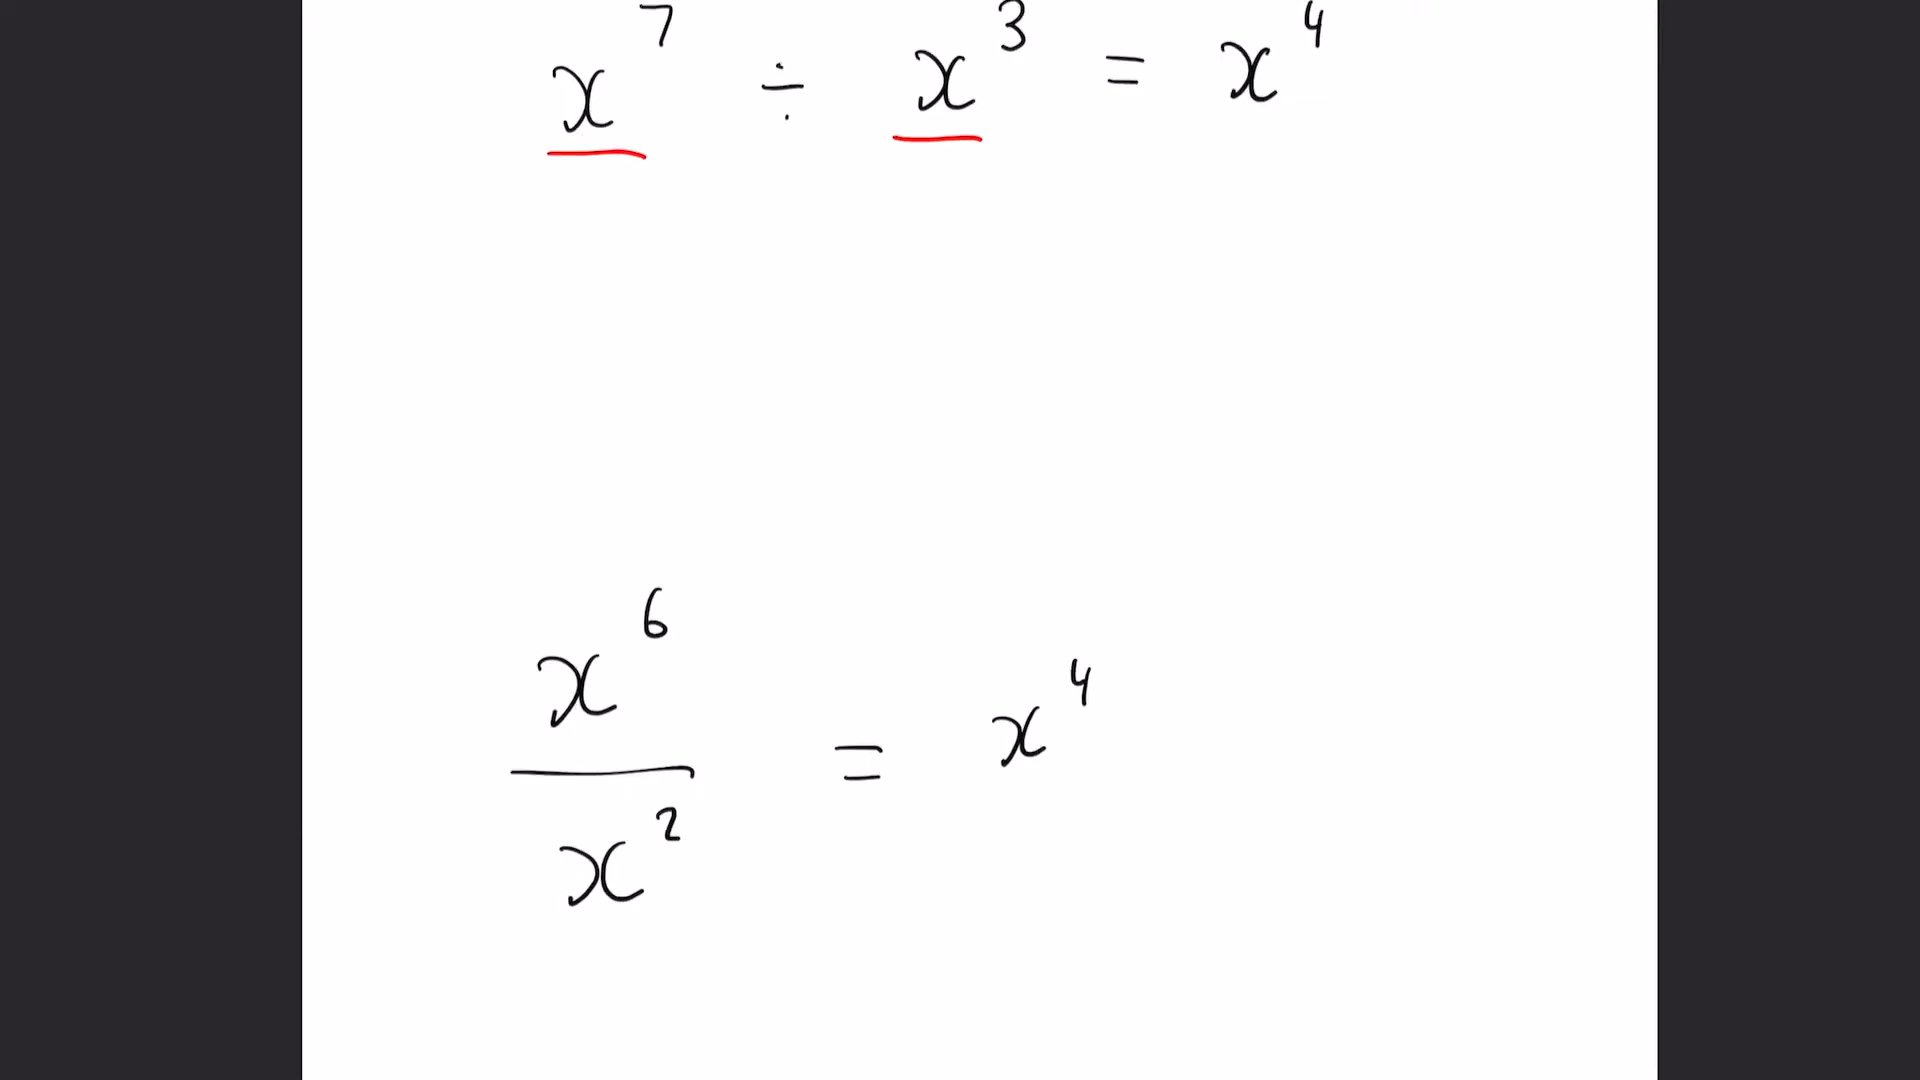 x⁷ ÷ x³ = x⁴
x⁶/x² = x⁴